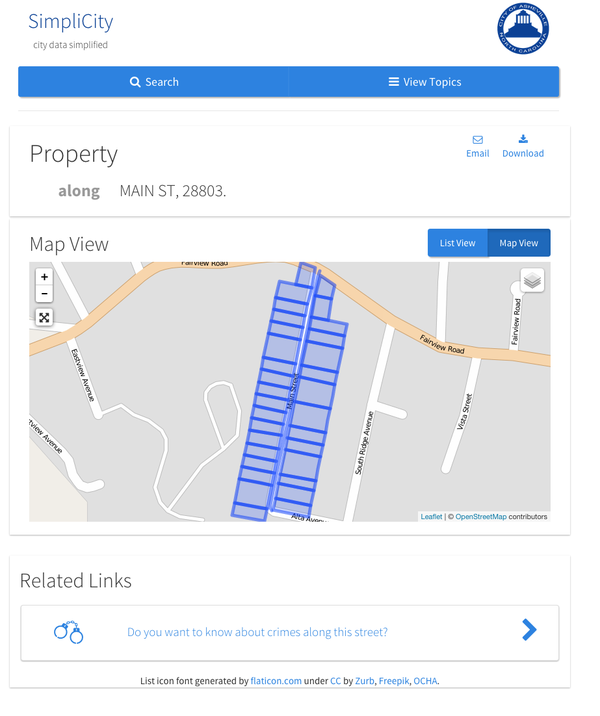 SimpliCity
city data simplified
CITY OF ASHEVILLE
NORTH CAROLINA
Search
View Topics
Property
Email
Download
along MAIN ST, 28803.
Map View
List View
Map View
+
−
Fairview Road
Fairview Road
Fairview Road
Eastview Avenue
tview Avenue
Main Street
South Ridge Avenue
Vista Street
Alta Aven
Leaflet | © OpenStreetMap contributors
Related Links
Do you want to know about crimes along this street?
List icon font generated by flaticon.com under CC by Zurb, Freepik, OCHA.